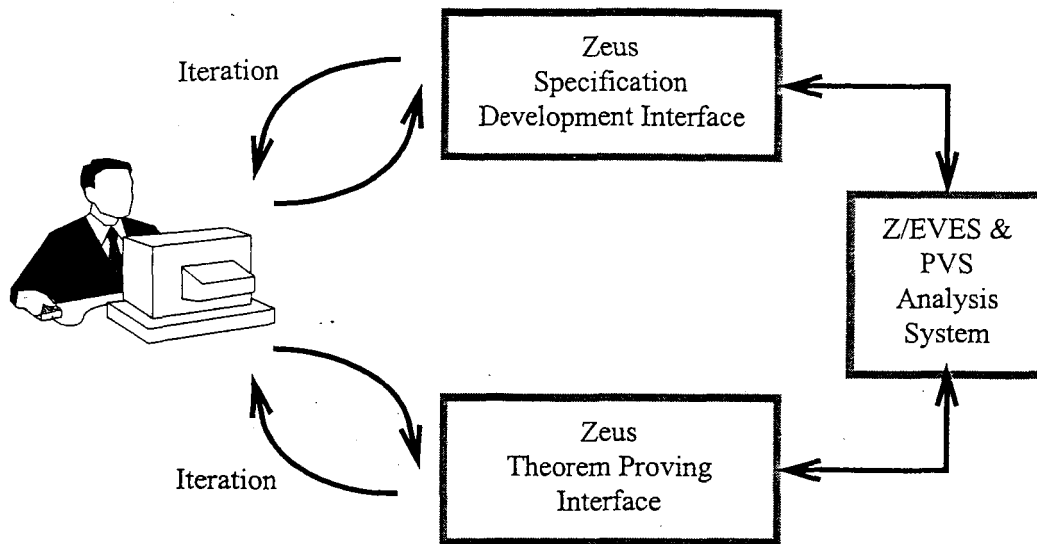 Iteration
Zeus
Specification
Development Interface
Z/EVES &
PVS
Analysis
System
Zeus
Theorem Proving
Interface
Iteration